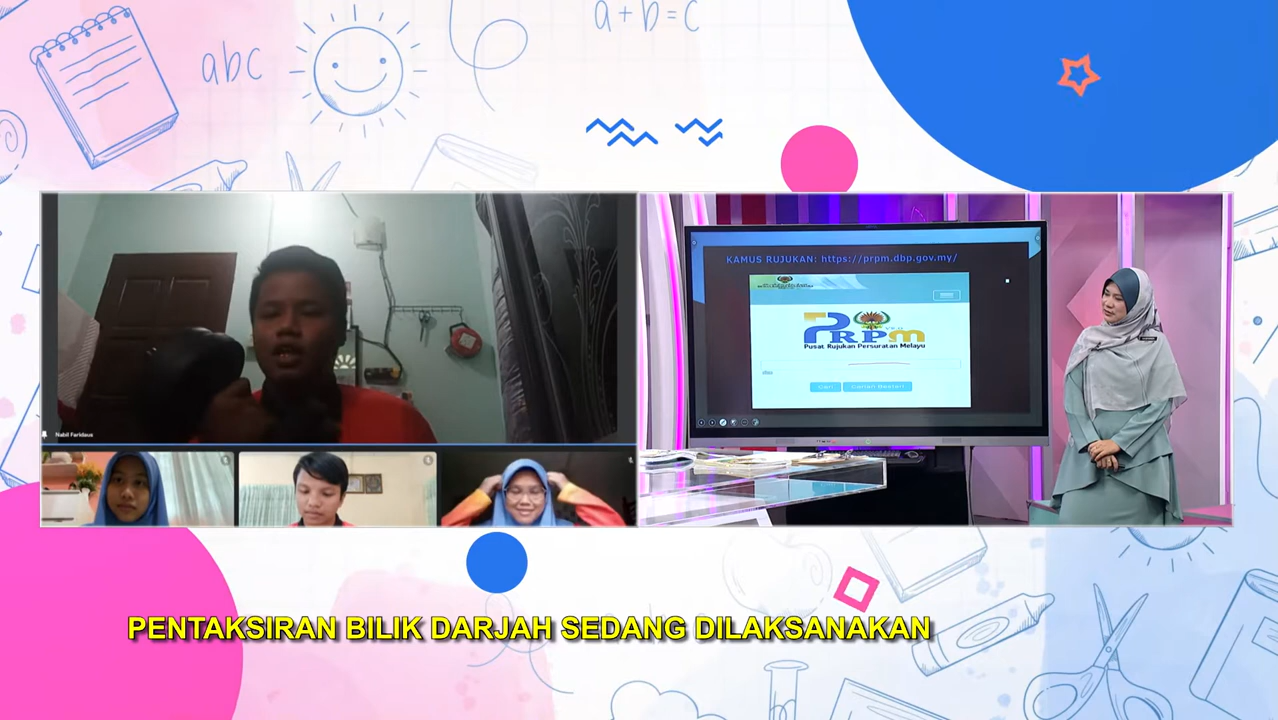 a+b=c
abc
KAMUS RUJUKAN: https://prpm.dbp.gov.my/
PRPM
Pusat Rujukan Persuratan Melayu
Cari
Carian Rawak
Nabil Faridaus
PENTAKSIRAN BILIK DARJAH SEDANG DILAKSANAKAN